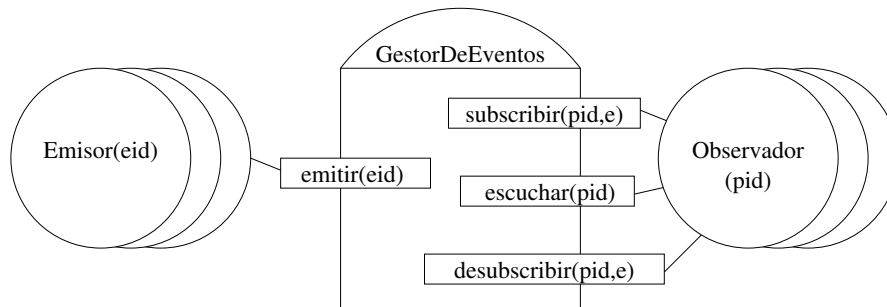 GestorDeEventos
Emisor(eid)
emitir(eid)
subscribir(pid,e)
escuchar(pid)
desubscribir(pid,e)
Observador
(pid)